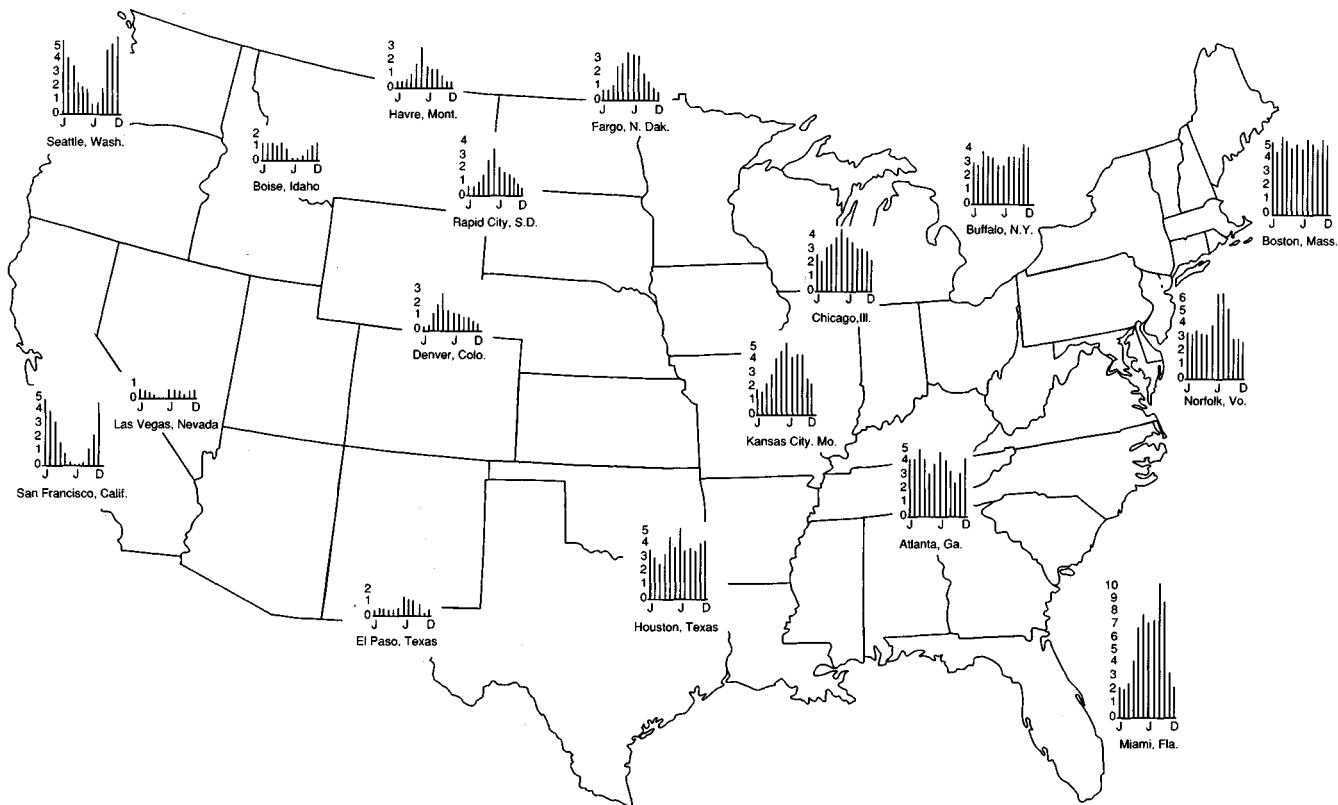 5
4
3
2
1
0
J J D
Seattle, Wash.
3
2
1
0
J J D
Havre, Mont.
3
2
1
0
J J D
Fargo, N. Dak.
2
1
0
J J D
Boise, Idaho
4
3
2
1
0
J J D
Rapid City, S.D.
4
3
2
1
0
J J D
Buffalo, N.Y.
5
4
3
2
1
0
J J D
Boston, Mass.
4
3
2
1
0
J J D
Chicago,Ill.
3
2
1
0
J J D
Denver, Colo.
6
5
4
3
2
1
0
J J D
Norfolk, Vo.
1
0
J J D
Las Vegas, Nevada
5
4
3
2
1
0
J J D
Kansas City. Mo.
5
4
3
2
1
0
J J D
San Francisco, Calif.
5
4
3
2
1
0
J J D
Atlanta, Ga.
5
4
3
2
1
0
J J D
Houston, Texas
2
1
0
J J D
El Paso, Texas
10
9
8
7
6
5
4
3
2
1
0
J J D
Miami, Fla.